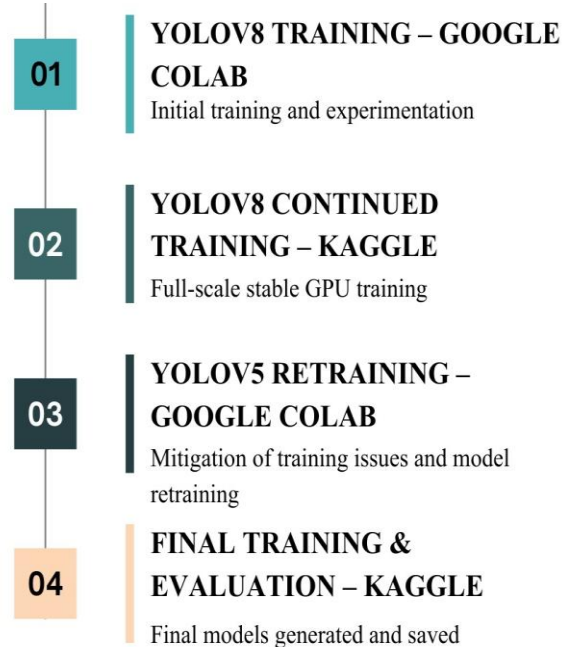 01
YOLOV8 TRAINING – GOOGLE
COLAB
Initial training and experimentation
02
YOLOV8 CONTINUED
TRAINING – KAGGLE
Full-scale stable GPU training
03
YOLOV5 RETRAINING –
GOOGLE COLAB
Mitigation of training issues and model
retraining
04
FINAL TRAINING &
EVALUATION – KAGGLE
Final models generated and saved